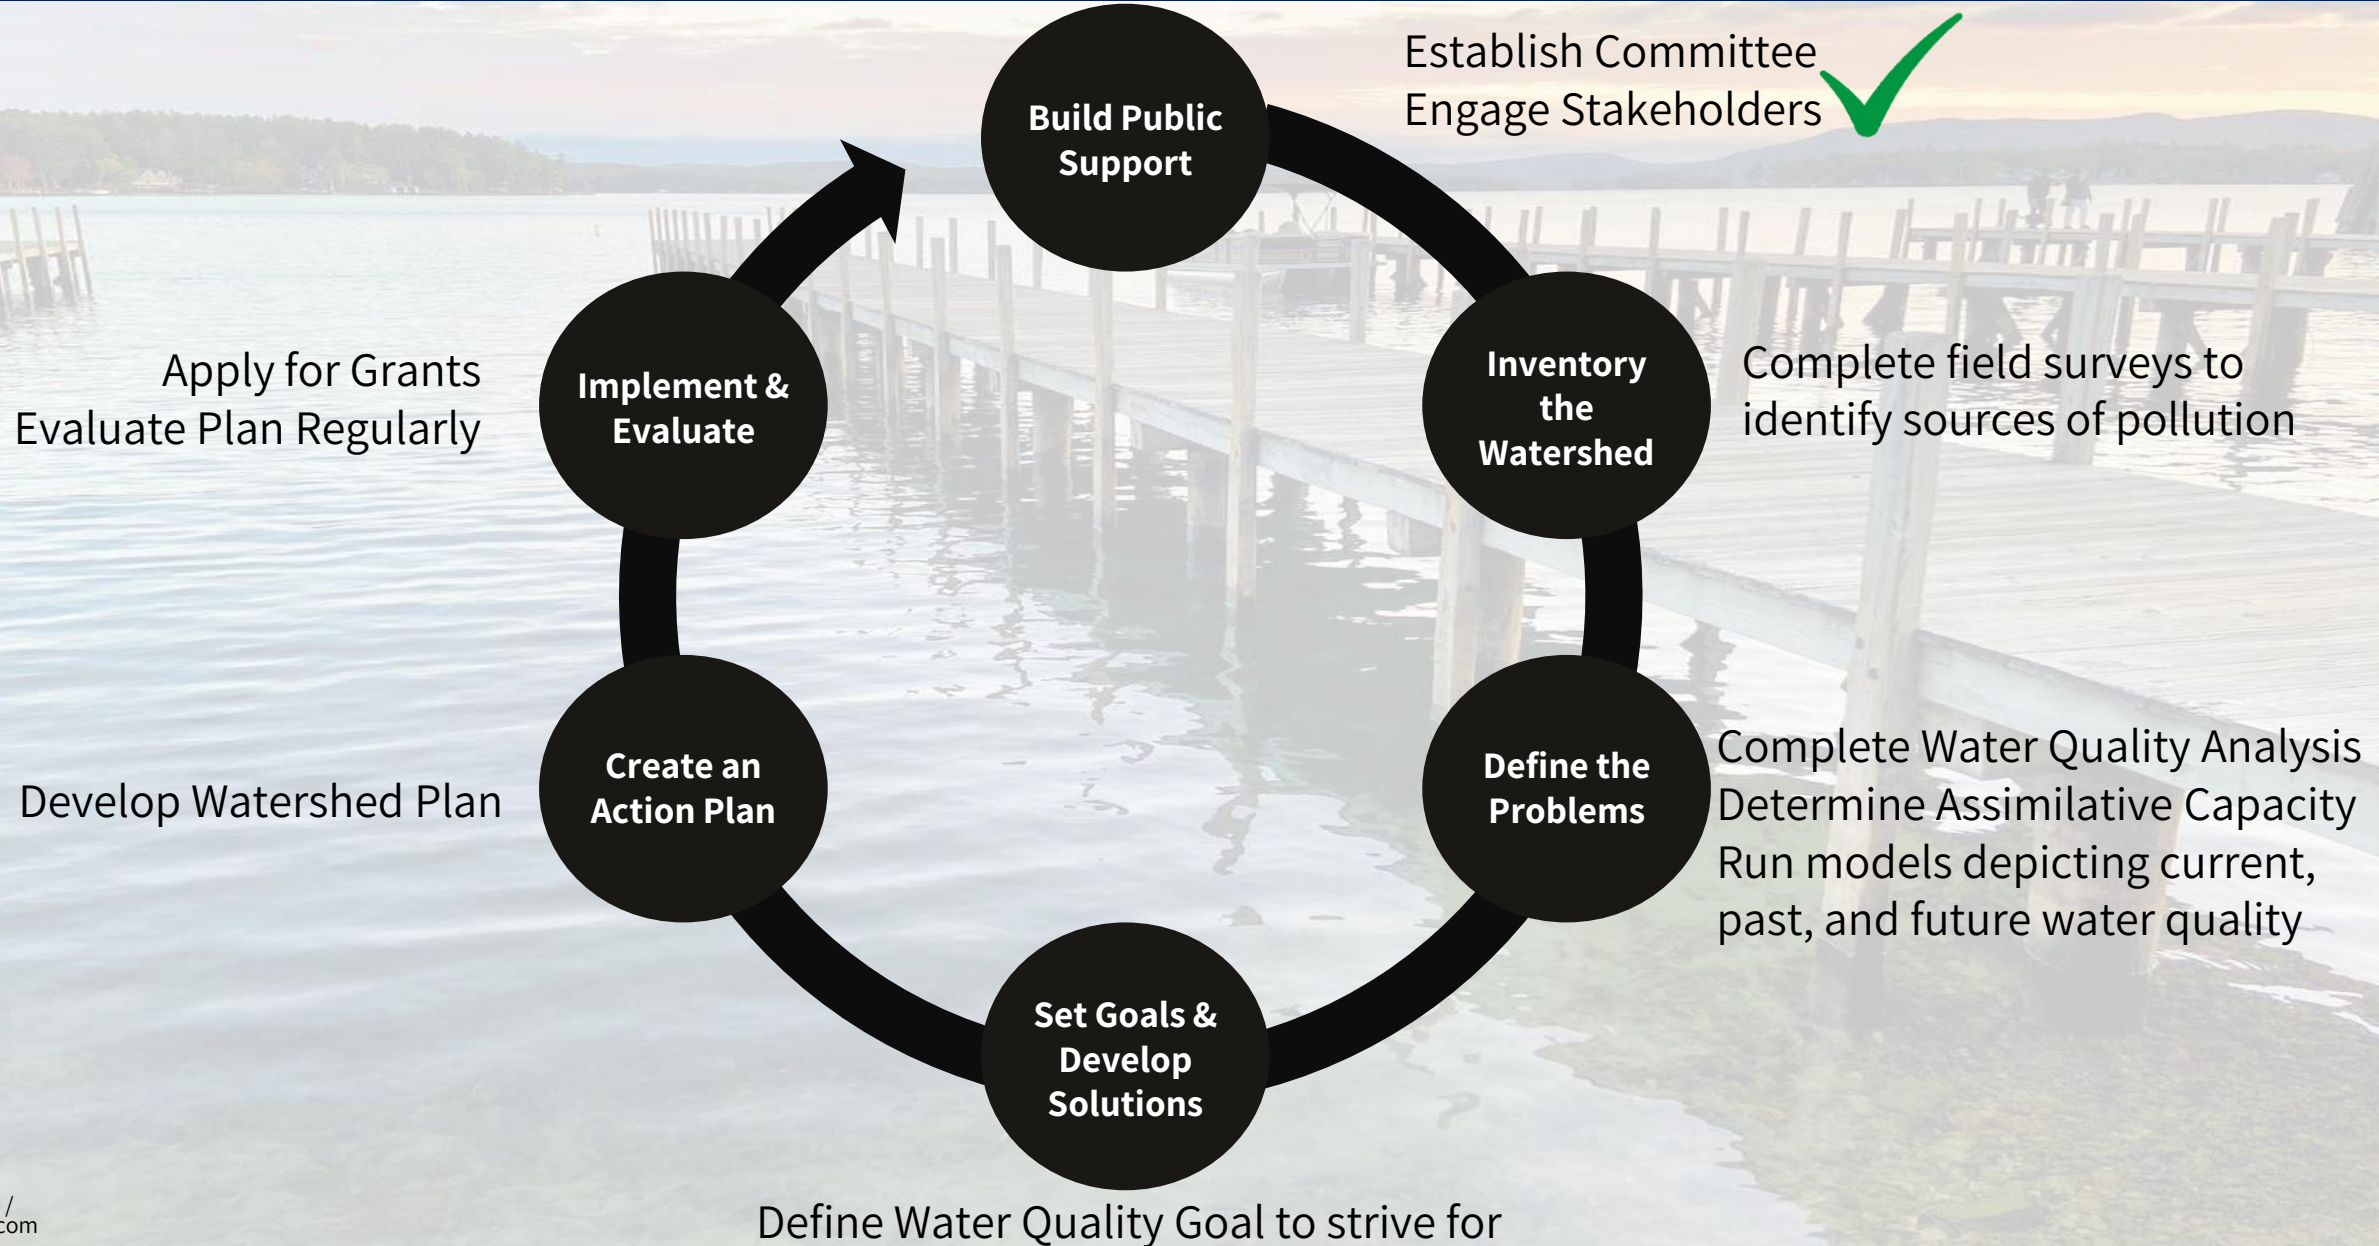 Build Public
Support
Establish Committee
Engage Stakeholders
Inventory
the
Watershed
Complete field surveys to
identify sources of pollution
Define the
Problems
Complete Water Quality Analysis
Determine Assimilative Capacity
Run models depicting current,
past, and future water quality
Set Goals &
Develop
Solutions
Define Water Quality Goal to strive for
Create an
Action Plan
Develop Watershed Plan
Implement &
Evaluate
Apply for Grants
Evaluate Plan Regularly
/
com